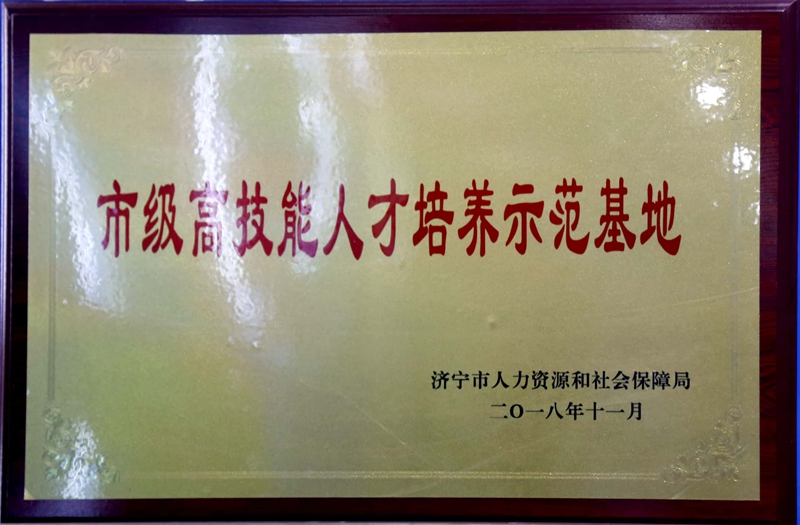 市级高技能人才培养示范基地
济宁市人力资源和社会保障局
二〇一八年十一月